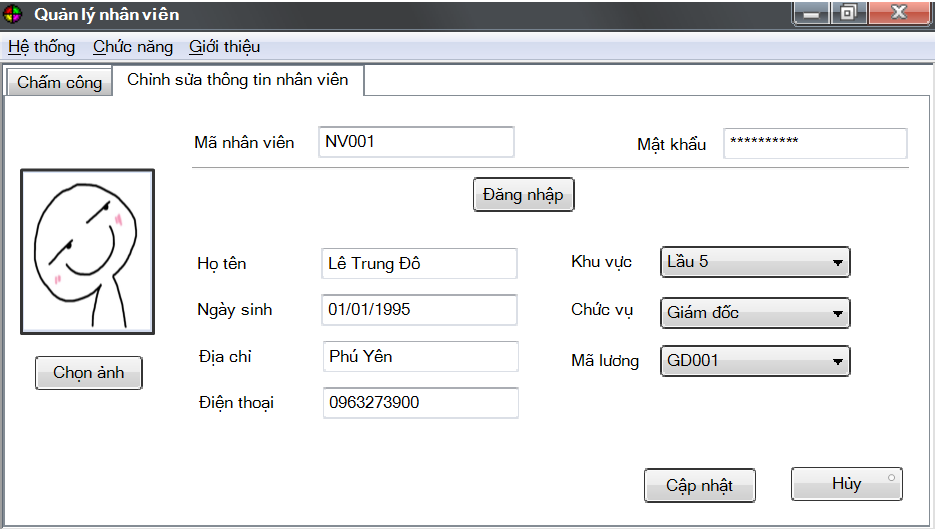 Quản lý nhân viên
Hệ thống Chức năng Giới thiệu
Chấm công Chỉnh sửa thông tin nhân viên
Mã nhân viên NV001 Mật khẩu **********
Đăng nhập
Họ tên Lê Trung Đô Khu vực Lầu 5
Ngày sinh 01/01/1995 Chức vụ Giám đốc
Địa chỉ Phú Yên Mã lương GD001
Chọn ảnh
Điện thoại 0963273900
Cập nhật Hủy